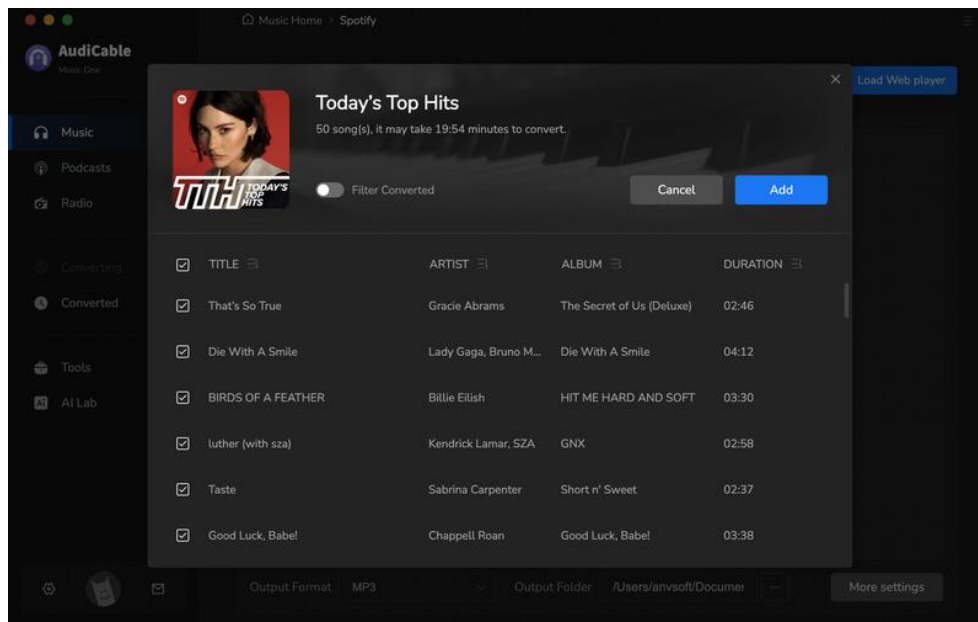 Music Home > Spotify
AudiCable
Music One
Load Web player
Today's Top Hits
50 song(s), it may take 19:54 minutes to convert.
Filter Converted
Cancel
Add
TTH TODAY'S
TOP
HITS
Music
Podcasts
Radio
Converting
Converted
Tools
AI
AI Lab
TITLE ARTIST ALBUM DURATION
That's So True Gracie Abrams The Secret of Us (Deluxe) 02:46
Die With A Smile Lady Gaga, Bruno M... Die With A Smile 04:12
BIRDS OF A FEATHER Billie Eilish HIT ME HARD AND SOFT 03:30
luther (with sza) Kendrick Lamar, SZA GNX 02:58
Taste Sabrina Carpenter Short n' Sweet 02:37
Good Luck, Babe! Chappell Roan Good Luck, Babe! 03:38
Output Format MP3 Output Folder /Users/anvsoft/Documer ... More settings